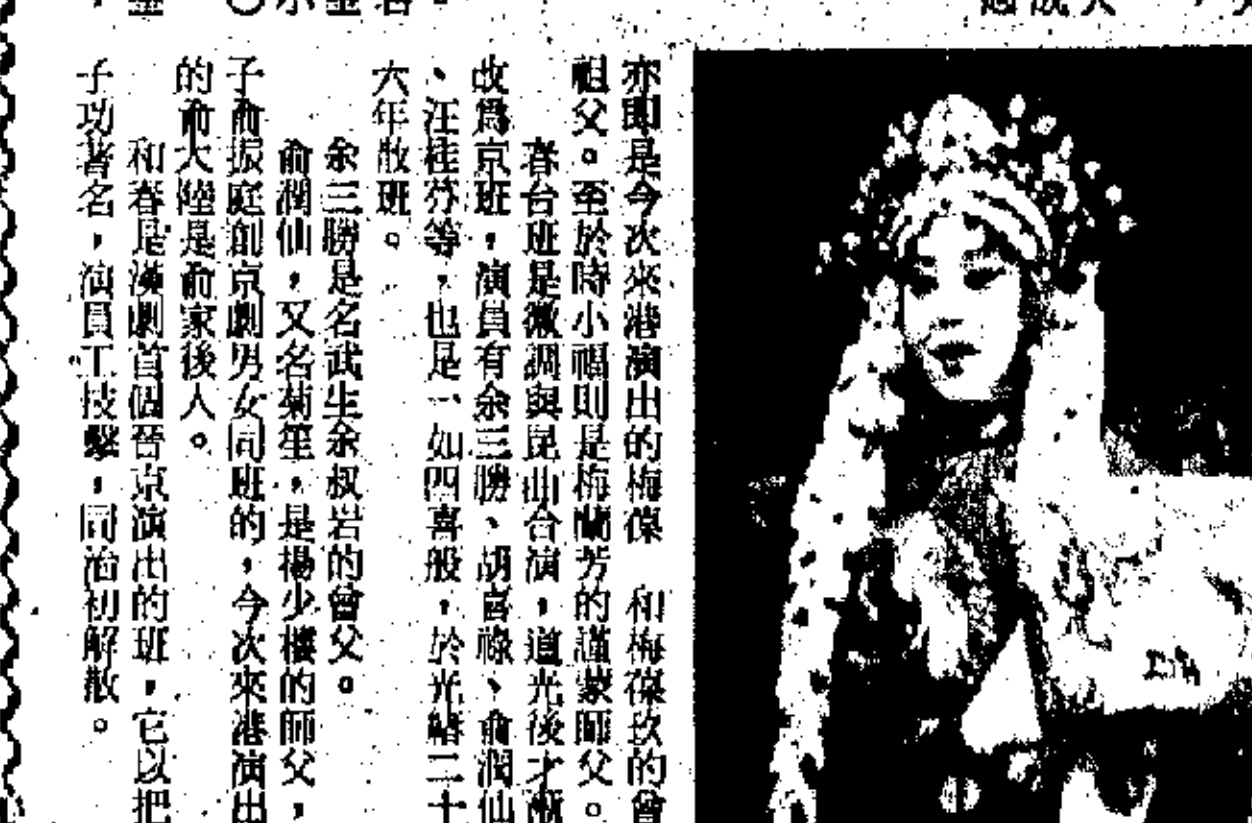 亦即是今次來港演出的梅葆　和梅葆玖的曾
祖父。至於時小福則是梅蘭芳的謹蒙師父。
春台班是徽調與昆曲合演，道光後才漸
改爲京班，演員有余三勝、胡喜祿、俞潤仙
、汪桂芬等，也是一如四喜般，於光緖二十
六年散班。
余三勝是名武生余叔岩的曾父。
俞潤仙，又名菊笙，是楊少樓的師父，
子俞振庭創京劇男女同班的，今次來港演出
的俞大陸是俞家後人。
和春是漢劇首個晉京演出的班，它以把
子功著名，演員工技擊，同治初解散。